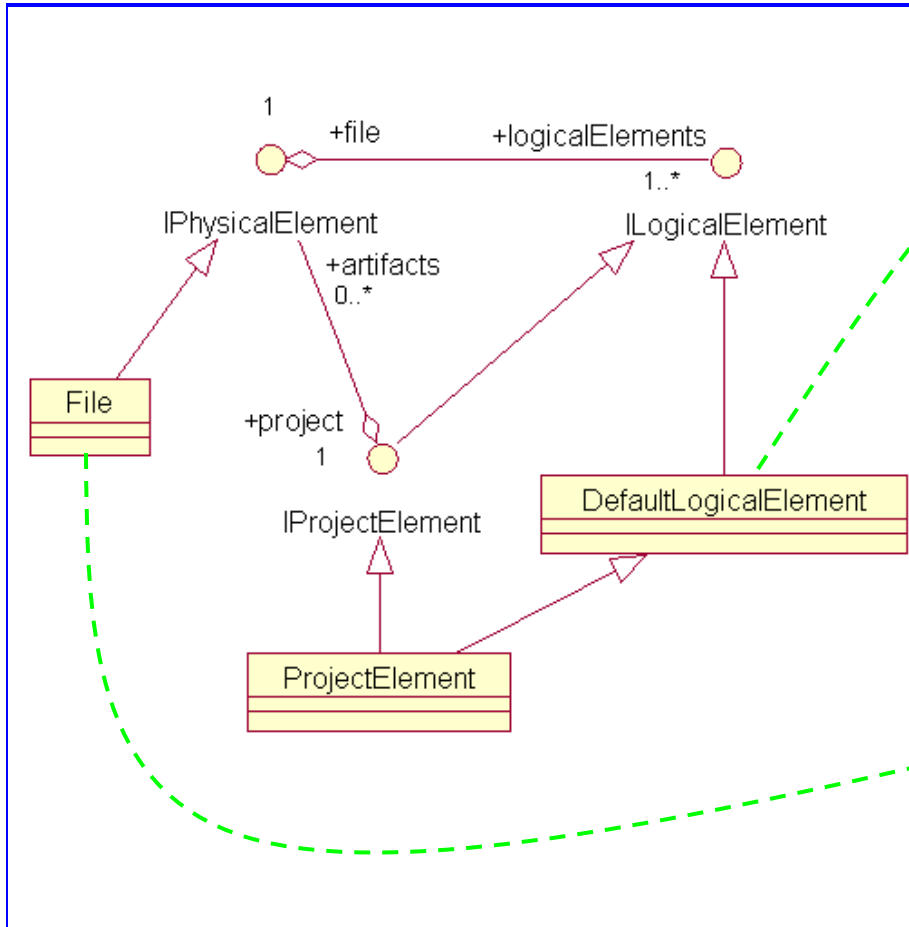 1
+file
+logicalElements
1..*
IPhysicalElement
ILogicalElement
+artifacts
0..*
File
+project
1
IProjectElement
DefaultLogicalElement
ProjectElement